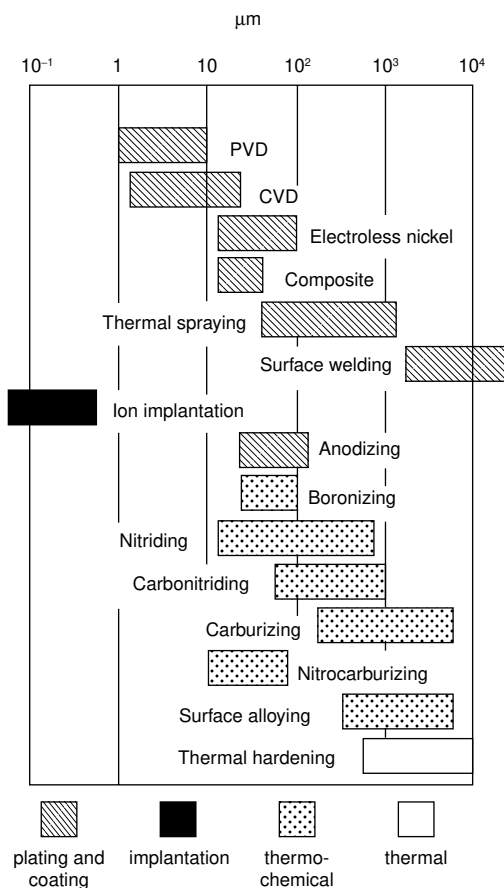 μm
10⁻¹ 1 10 10² 10³ 10⁴
PVD
CVD
Electroless nickel
Composite
Thermal spraying
Surface welding
Ion implantation
Anodizing
Boronizing
Nitriding
Carbonitriding
Carburizing
Nitrocarburizing
Surface alloying
Thermal hardening
plating and coating
implantation
thermo-
chemical
thermal